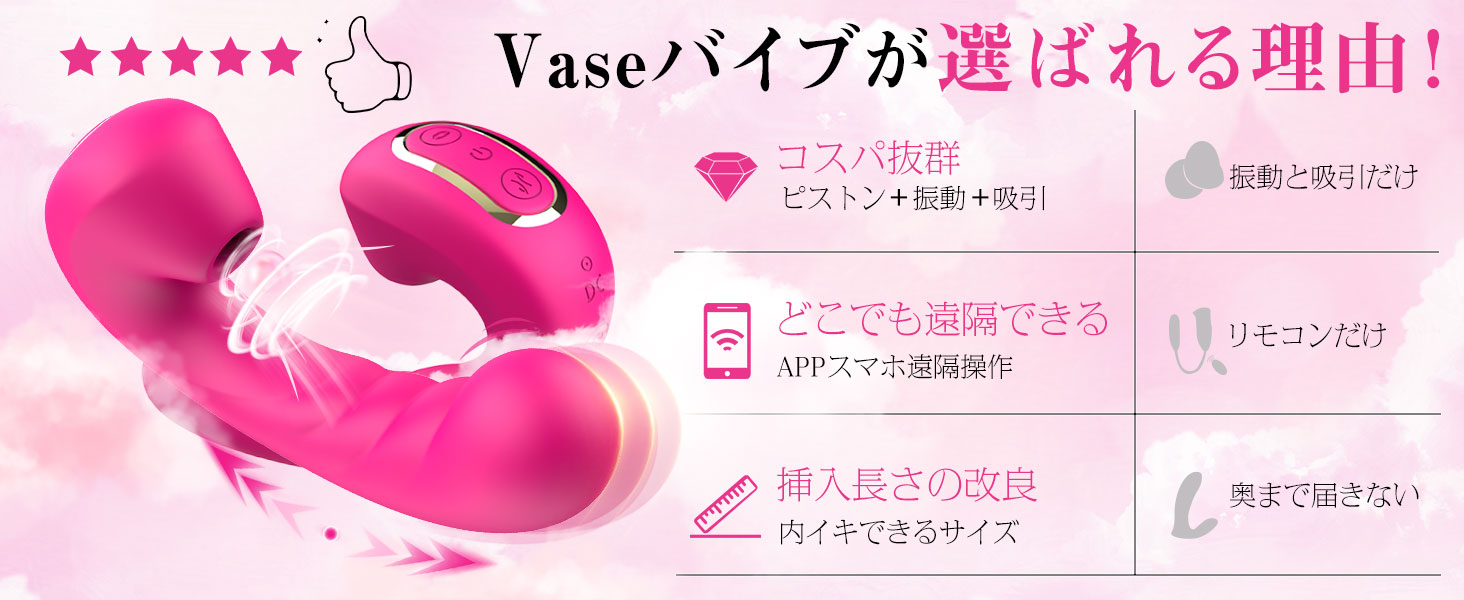 Vaseバイブが選ばれる理由!
コスパ抜群
ピストン+振動+吸引
振動と吸引だけ
どこでも遠隔できる
APPスマホ遠隔操作
リモコンだけ
挿入長さの改良
内イキできるサイズ
奥まで届きない
DC